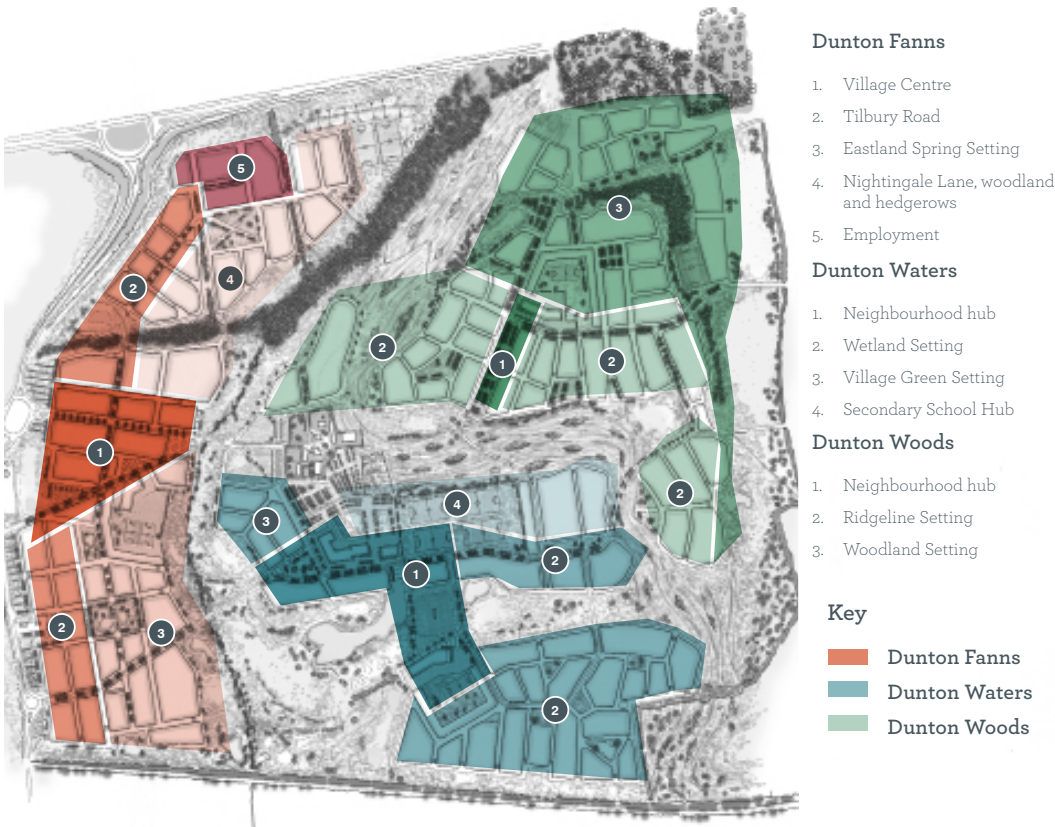 Dunton Fanns
1. Village Centre
2. Tilbury Road
3. Eastland Spring Setting
4. Nightingale Lane, woodland
and hedgerows
5. Employment
Dunton Waters
1. Neighbourhood hub
2. Wetland Setting
3. Village Green Setting
4. Secondary School Hub
Dunton Woods
1. Neighbourhood hub
2. Ridgeline Setting
3. Woodland Setting
Key
Dunton Fanns
Dunton Waters
Dunton Woods
5
3
4
2
2
1
2
1
2
4
3
2
1
2
3
2